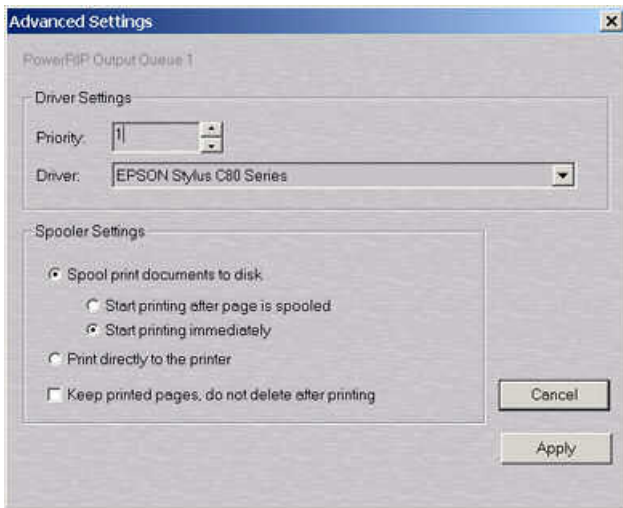 Advanced Settings
PowerRIP Output Queue 1
Driver Settings
Priority: 1
Driver: EPSON Stylus C80 Series
Spooler Settings
Spool print documents to disk
Start printing after page is spooled
Start printing immediately
Print directly to the printer
Keep printed pages, do not delete after printing
Cancel
Apply